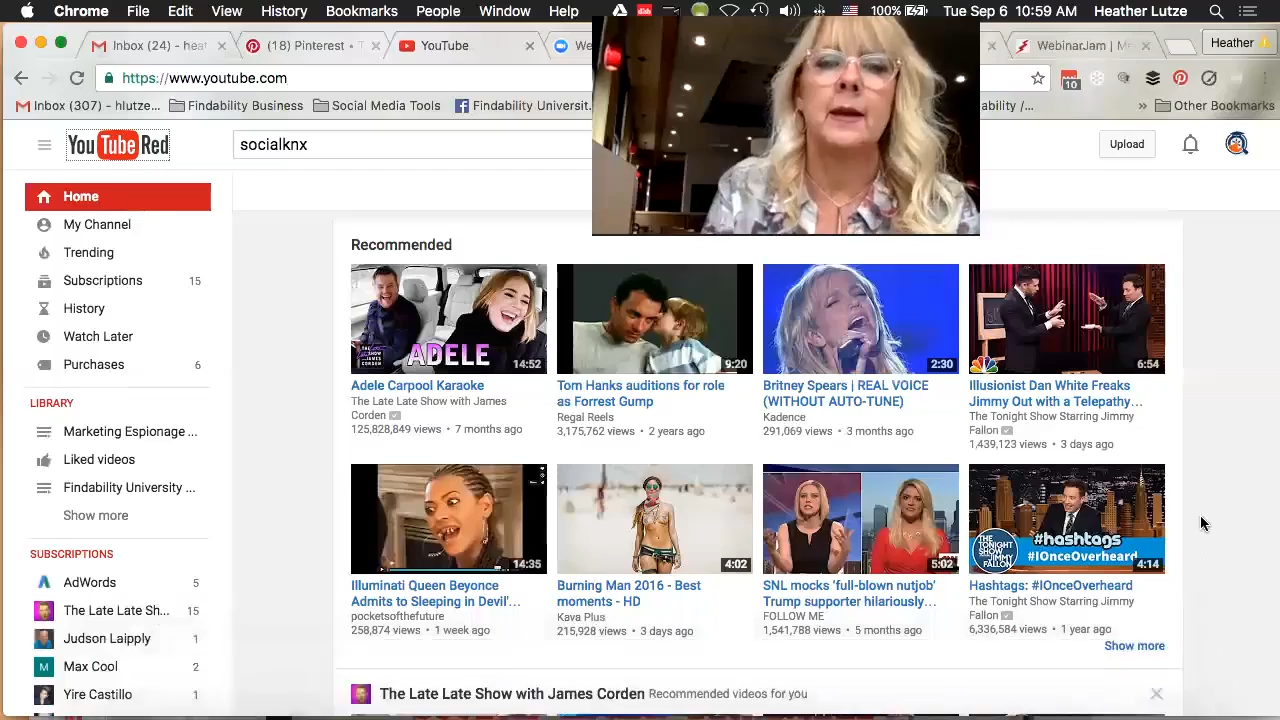 Chrome File Edit View History Bookmarks People Window Help 100% Tue Sep 6 10:59 AM Heather Lutze
Inbox (24) - hea
(18) Pinterest
YouTube
We
WebinarJam | M
Heather
https://www.youtube.com
10
Inbox (307) - hlutze...
Findability Business
Social Media Tools
Findability Universit.
ability /...
»
Other Bookmarks
YouTube Red
socialknx
Upload
Home
My Channel
Trending
Subscriptions 15
History
Watch Later
Purchases 6
LIBRARY
Marketing Espionage ...
Liked videos
Findability University ...
Show more
SUBSCRIPTIONS
AdWords 5
The Late Late Sh... 15
Judson Laipply 1
M Max Cool 2
Yire Castillo 1
Recommended
ADELE
14:52
Adele Carpool Karaoke
The Late Late Show with James
Corden
125,828,849 views • 7 months ago
9:20
Tom Hanks auditions for role
as Forrest Gump
Regal Reels
3,175,762 views • 2 years ago
2:30
Britney Spears | REAL VOICE
(WITHOUT AUTO-TUNE)
Kadence
291,069 views • 3 months ago
6:54
Illusionist Dan White Freaks
Jimmy Out with a Telepathy...
The Tonight Show Starring Jimmy
Fallon
1,439,123 views • 3 days ago
14:35
Illuminati Queen Beyonce
Admits to Sleeping in Devil'...
pocketsofthefuture
258,874 views • 1 week ago
4:02
Burning Man 2016 - Best
moments - HD
Kava Plus
215,928 views • 3 days ago
5:02
SNL mocks 'full-blown nutjob'
Trump supporter hilariously...
FOLLOW ME
1,541,788 views • 5 months ago
THE TONIGHT SHOW FALLON
#hashtags
#IOnceOverheard
4:14
Hashtags: #IOnceOverheard
The Tonight Show Starring Jimmy
Fallon
6,336,584 views • 1 year ago
Show more
The Late Late Show with James Corden Recommended videos for you